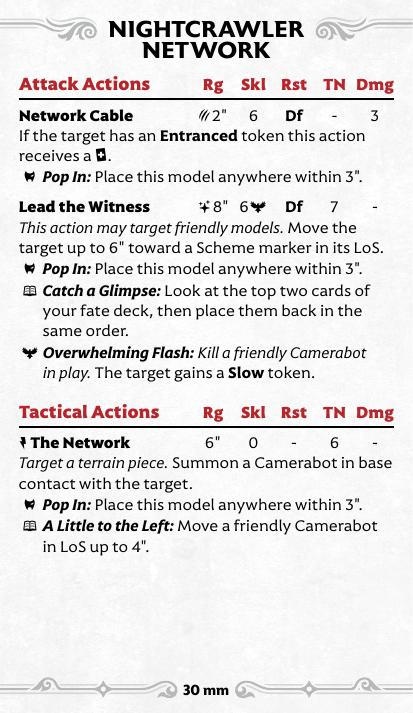 NIGHTCRAWLER
NETWORK
Attack Actions Rg Skl Rst TN Dmg
Network Cable 2" 6 Df - 3
If the target has an Entranced token this action
receives a .
Pop In: Place this model anywhere within 3".
Lead the Witness 8" 6 Df 7 -
This action may target friendly models. Move the
target up to 6" toward a Scheme marker in its LoS.
Pop In: Place this model anywhere within 3".
Catch a Glimpse: Look at the top two cards of
your fate deck, then place them back in the
same order.
Overwhelming Flash: Kill a friendly Camerabot
in play. The target gains a Slow token.
Tactical Actions Rg Skl Rst TN Dmg
The Network 6" 0 - 6 -
Target a terrain piece. Summon a Camerabot in base
contact with the target.
Pop In: Place this model anywhere within 3".
A Little to the Left: Move a friendly Camerabot
in LoS up to 4".
30 mm